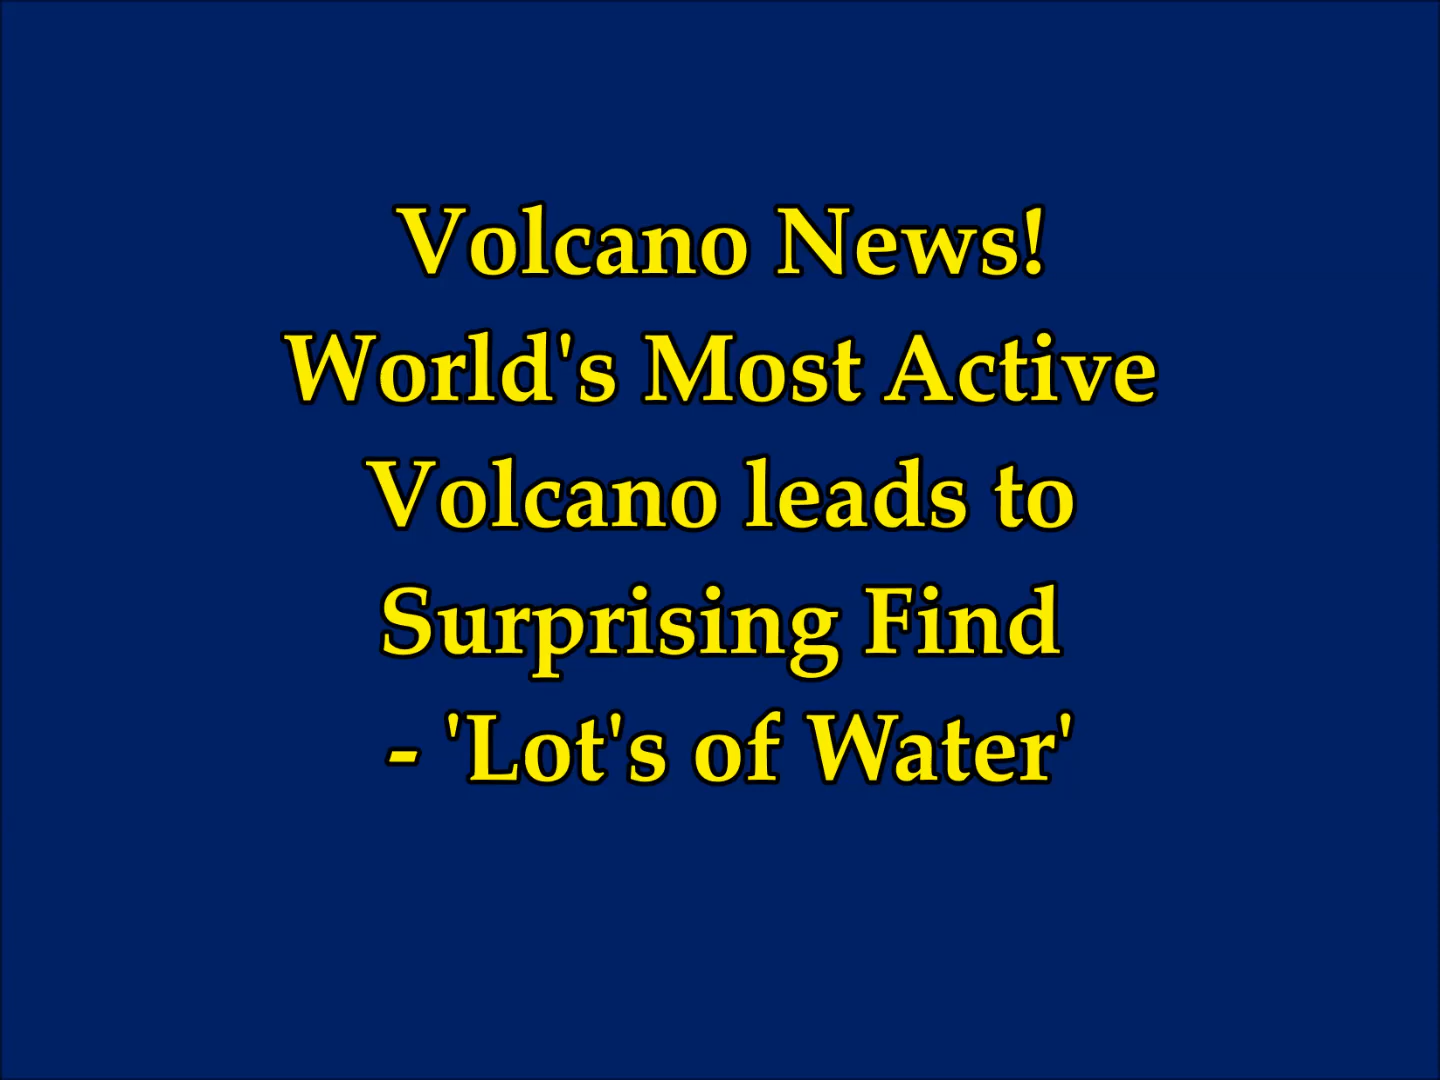 Volcano News!
World's Most Active
Volcano leads to
Surprising Find
- 'Lot's of Water'